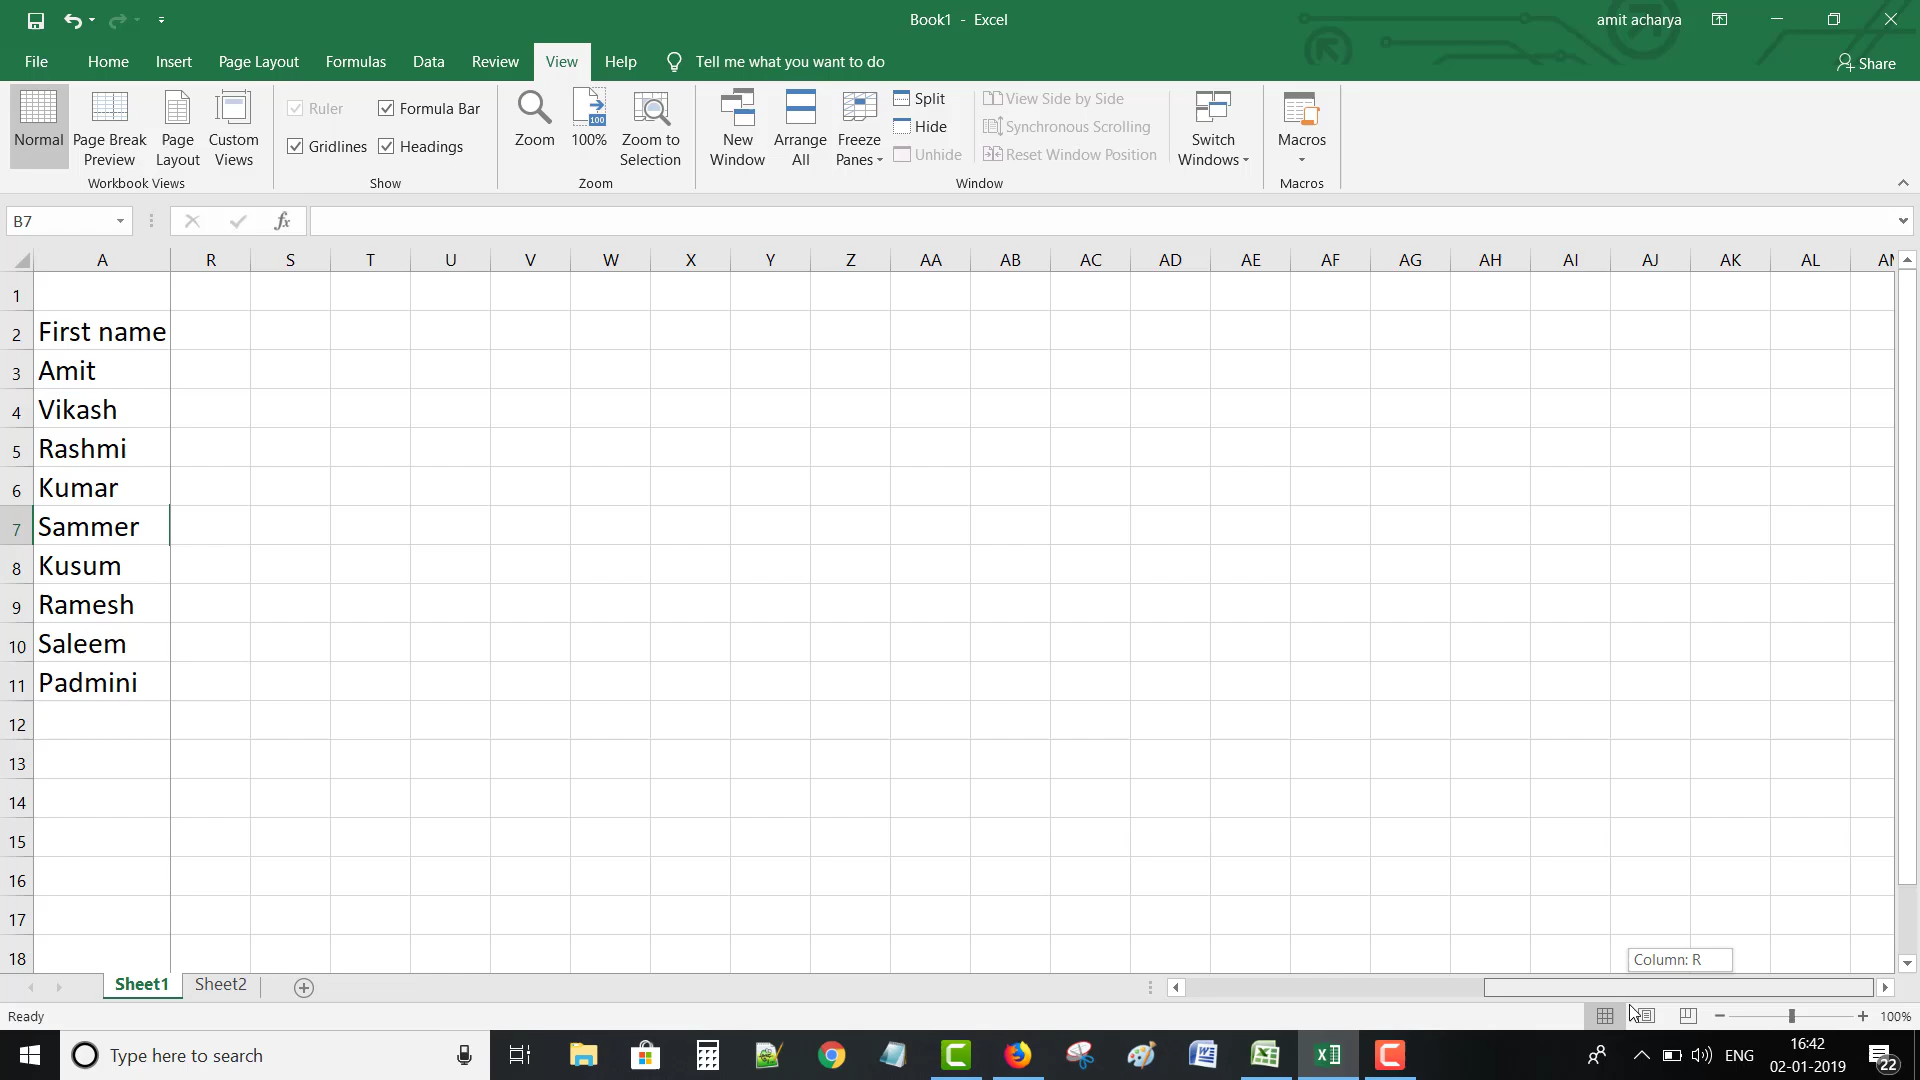 Book1 - Excel
amit acharya
File Home Insert Page Layout Formulas Data Review View Help Tell me what you want to do Share
Normal
Page Break
Preview
Page
Layout
Custom
Views
Workbook Views
Ruler
Formula Bar
Gridlines
Headings
Show
Zoom
100
100%
Zoom to
Selection
Zoom
New
Window
Arrange
All
Freeze
Panes
Split
Hide
Unhide
View Side by Side
Synchronous Scrolling
Reset Window Position
Window
Switch
Windows
Macros
Macros
B7
fx
A R S T U V W X Y Z AA AB AC AD AE AF AG AH AI AJ AK AL
1
2 First name
3 Amit
4 Vikash
5 Rashmi
6 Kumar
7 Sammer
8 Kusum
9 Ramesh
10 Saleem
11 Padmini
12
13
14
15
16
17
18
Column: R
Sheet1 Sheet2
Ready
100%
Type here to search
ENG
16:42
02-01-2019
22